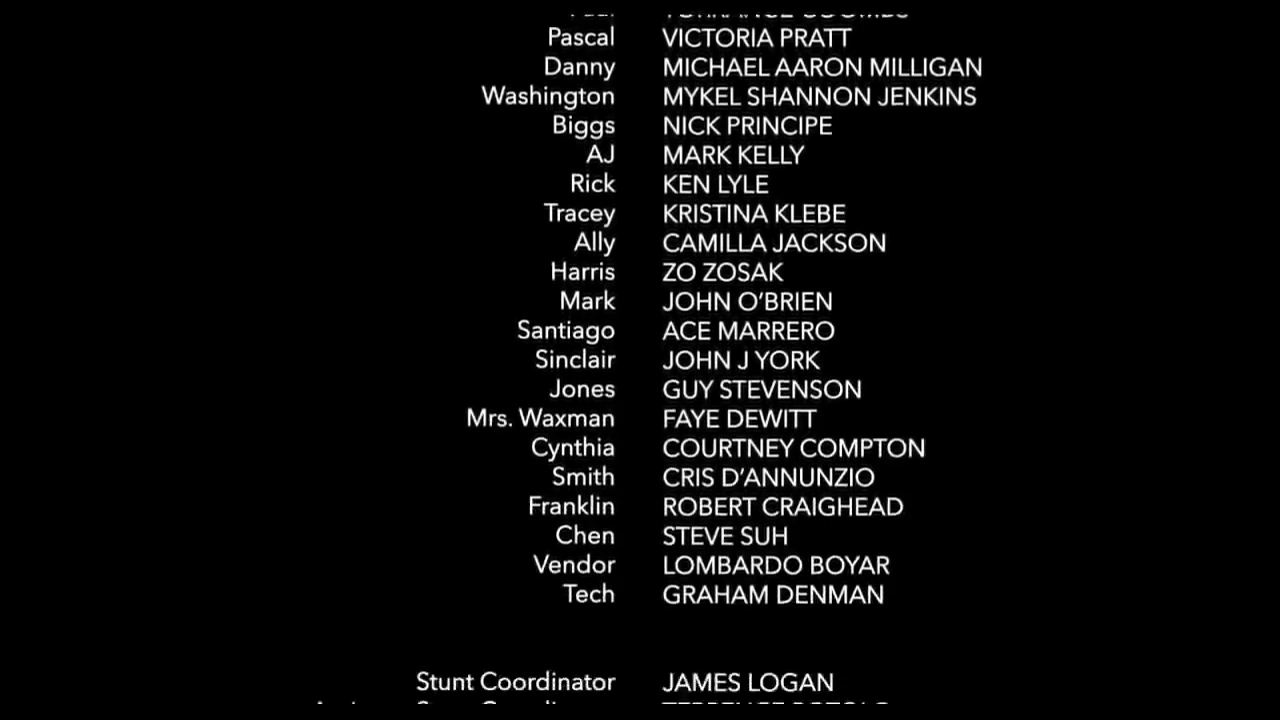 Pascal VICTORIA PRATT
Danny MICHAEL AARON MILLIGAN
Washington MYKEL SHANNON JENKINS
Biggs NICK PRINCIPE
AJ MARK KELLY
Rick KEN LYLE
Tracey KRISTINA KLEBE
Ally CAMILLA JACKSON
Harris ZO ZOSAK
Mark JOHN O'BRIEN
Santiago ACE MARRERO
Sinclair JOHN J YORK
Jones GUY STEVENSON
Mrs. Waxman FAYE DEWITT
Cynthia COURTNEY COMPTON
Smith CRIS D'ANNUNZIO
Franklin ROBERT CRAIGHEAD
Chen STEVE SUH
Vendor LOMBARDO BOYAR
Tech GRAHAM DENMAN
Stunt Coordinator JAMES LOGAN